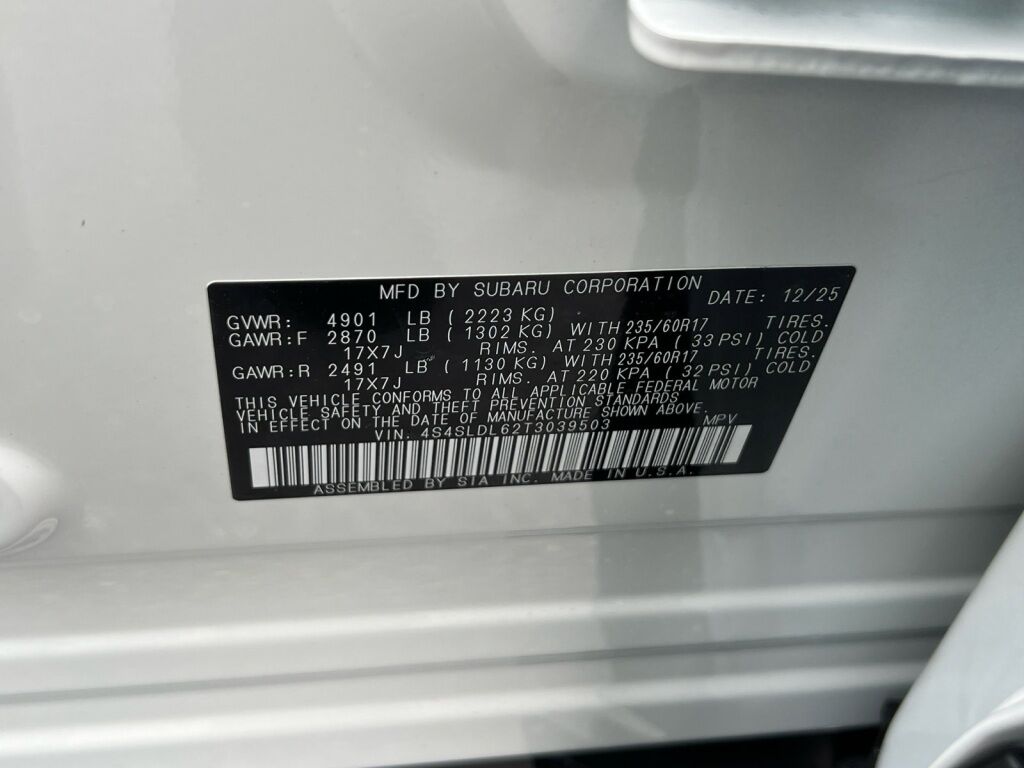 MFD BY SUBARU CORPORATION DATE: 12/25
GVWR: 4901 LB ( 2223 KG)
GAWR:F 2870 LB ( 1302 KG) WITH 235/60R17 TIRES.
17X7J RIMS. AT 230 KPA ( 33 PSI) COLD
GAWR:R 2491 LB ( 1130 KG) WITH 235/60R17 TIRES.
17X7J RIMS. AT 220 KPA ( 32 PSI) COLD
THIS VEHICLE CONFORMS TO ALL APPLICABLE FEDERAL MOTOR
VEHICLE SAFETY AND THEFT PREVENTION STANDARDS
IN EFFECT ON THE DATE OF MANUFACTURE SHOWN ABOVE.
VIN: 4S4SLDL62T3039503 MPV
ASSEMBLED BY SIA INC. MADE IN U.S.A.